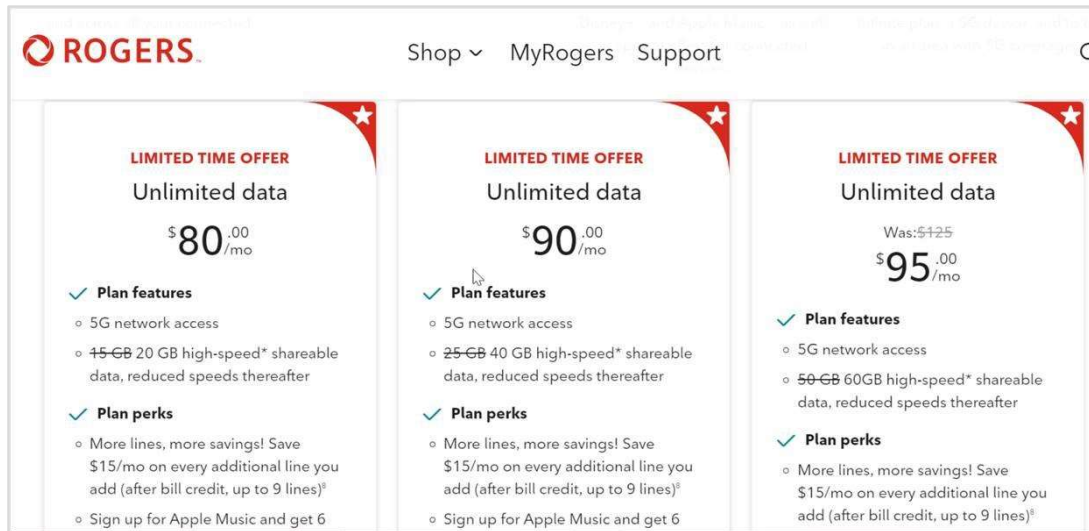 ROGERS™
Shop MyRogers Support
LIMITED TIME OFFER
Unlimited data
$80.00/mo
Plan features
5G network access
15 GB 20 GB high-speed* shareable
data, reduced speeds thereafter
Plan perks
More lines, more savings! Save
$15/mo on every additional line you
add (after bill credit, up to 9 lines)⁸
Sign up for Apple Music and get 6
LIMITED TIME OFFER
Unlimited data
$90.00/mo
Plan features
5G network access
25 GB 40 GB high-speed* shareable
data, reduced speeds thereafter
Plan perks
More lines, more savings! Save
$15/mo on every additional line you
add (after bill credit, up to 9 lines)⁸
Sign up for Apple Music and get 6
LIMITED TIME OFFER
Unlimited data
Was:$125
$95.00/mo
Plan features
5G network access
50 GB 60GB high-speed* shareable
data, reduced speeds thereafter
Plan perks
More lines, more savings! Save
$15/mo on every additional line you
add (after bill credit, up to 9 lines)⁸